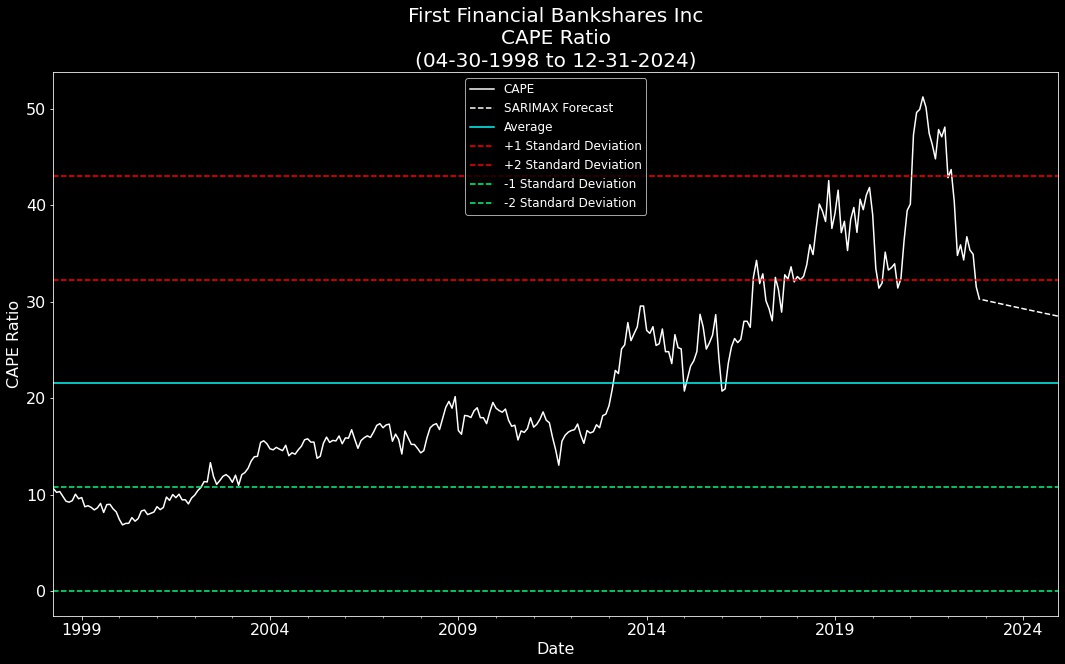 First Financial Bankshares Inc
CAPE Ratio
(04-30-1998 to 12-31-2024)
CAPE
SARIMAX Forecast
Average
+1 Standard Deviation
+2 Standard Deviation
-1 Standard Deviation
-2 Standard Deviation
CAPE Ratio
50
40
30
20
10
0
1999
2004
2009
2014
2019
2024
Date